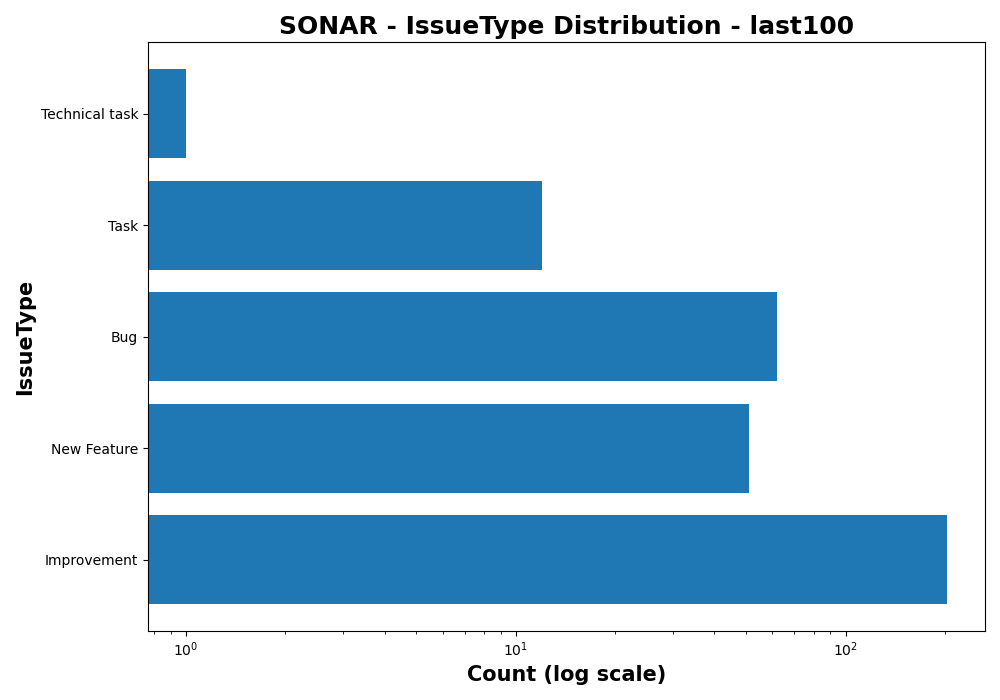 SONAR - IssueType Distribution - last100
IssueType
Technical task
Task
Bug
New Feature
Improvement
10⁰
10¹
10²
Count (log scale)